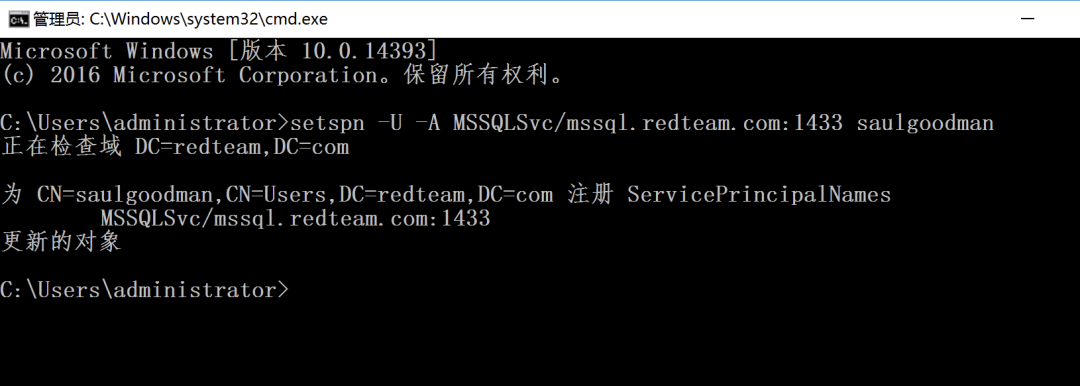 管理员: C:\Windows\system32\cmd.exe
Microsoft Windows [版本 10.0.14393]
(c) 2016 Microsoft Corporation。保留所有权利。
C:\Users\administrator>setspn -U -A MSSQLSvc/mssql.redteam.com:1433 saulgoodman
正在检查域 DC=redteam,DC=com
为 CN=saulgoodman,CN=Users,DC=redteam,DC=com 注册 ServicePrincipalNames
MSSQLSvc/mssql.redteam.com:1433
更新的对象
C:\Users\administrator>